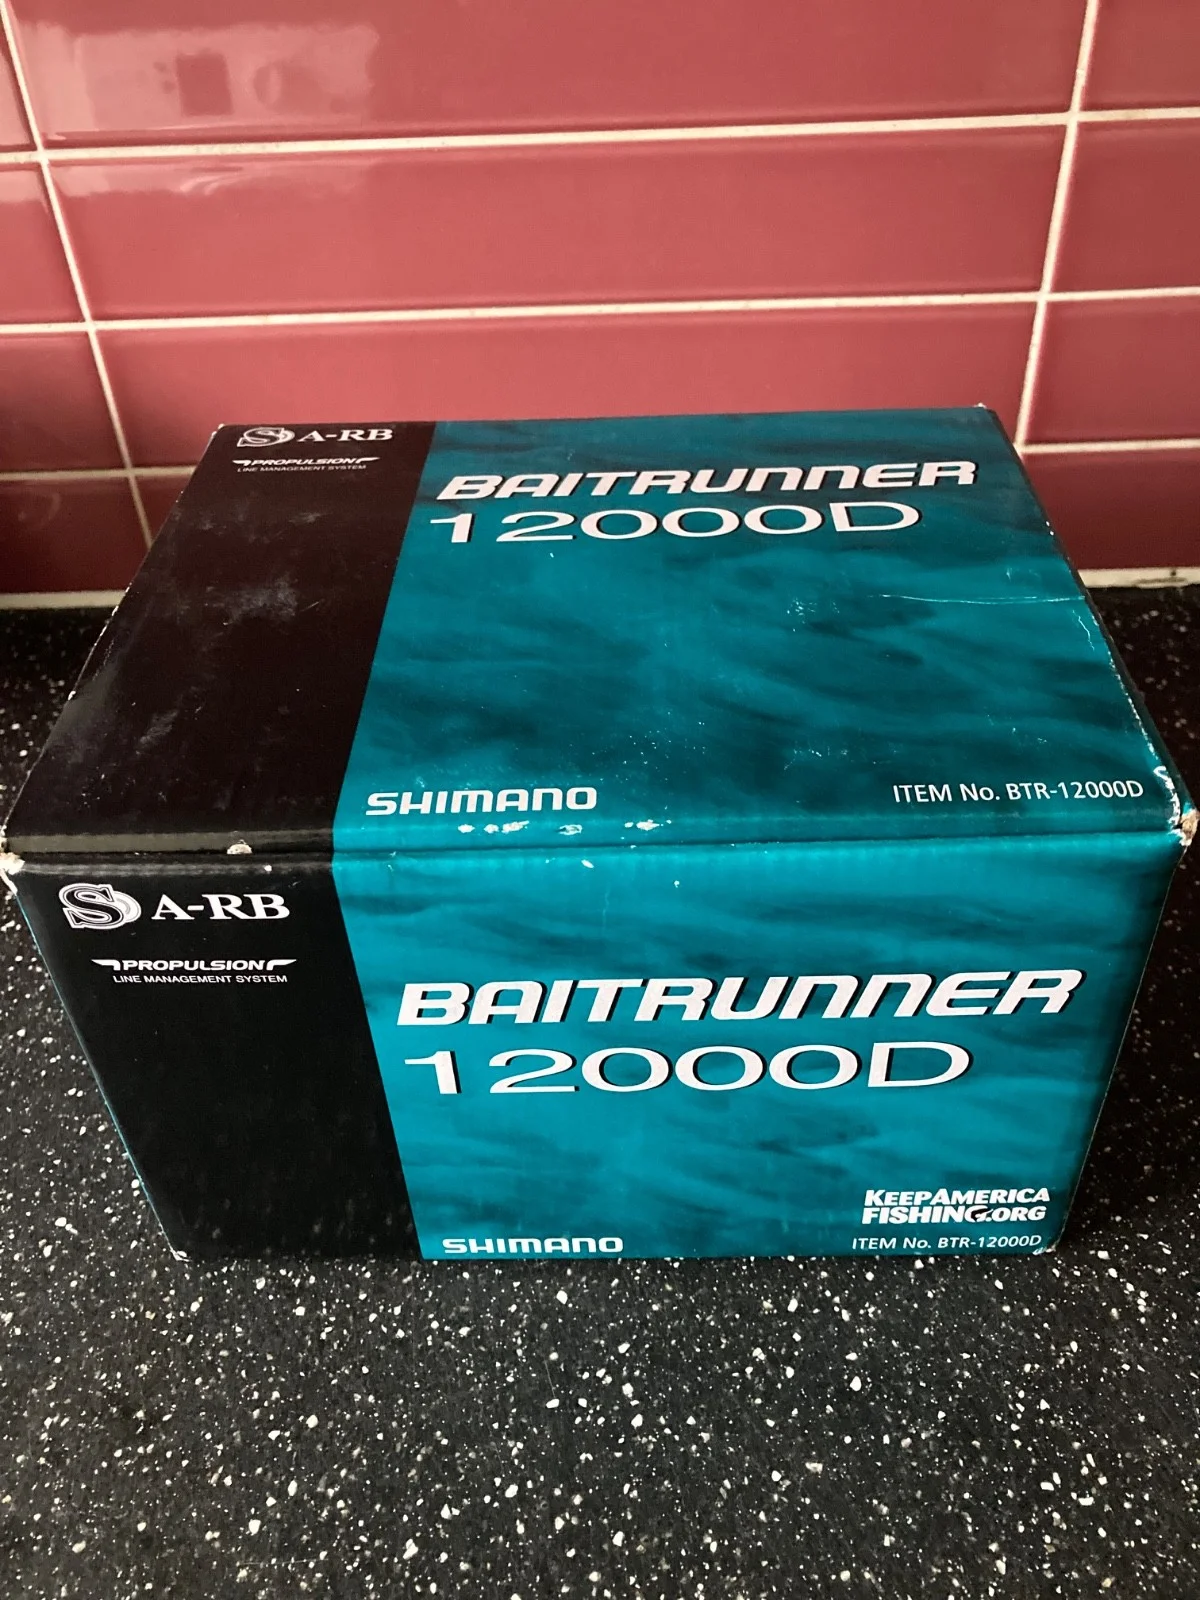 S A-RB
PROPULSION
LINE MANAGEMENT SYSTEM
BAITRUNNER
12000D
SHIMANO
ITEM No. BTR-12000D
S A-RB
PROPULSION
LINE MANAGEMENT SYSTEM
BAITRUNNER
12000D
KEEPAMERICA
FISHING.ORG
SHIMANO
ITEM No. BTR-12000D